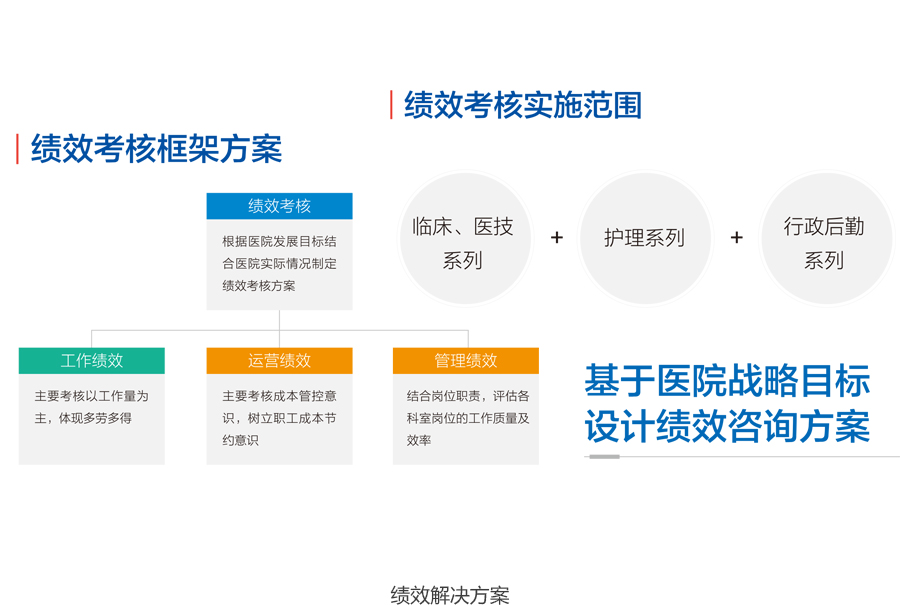 绩效考核实施范围
绩效考核框架方案
绩效考核
根据医院发展目标结
合医院实际情况制定
绩效考核方案
临床、医技
系列
+
护理系列
+
行政后勤
系列
工作绩效
主要考核以工作量为
主，体现多劳多得
运营绩效
主要考核成本管控意
识，树立职工成本节
约意识
管理绩效
结合岗位职责，评估各
科室岗位的工作质量及
效率
基于医院战略目标
设计绩效咨询方案
绩效解决方案